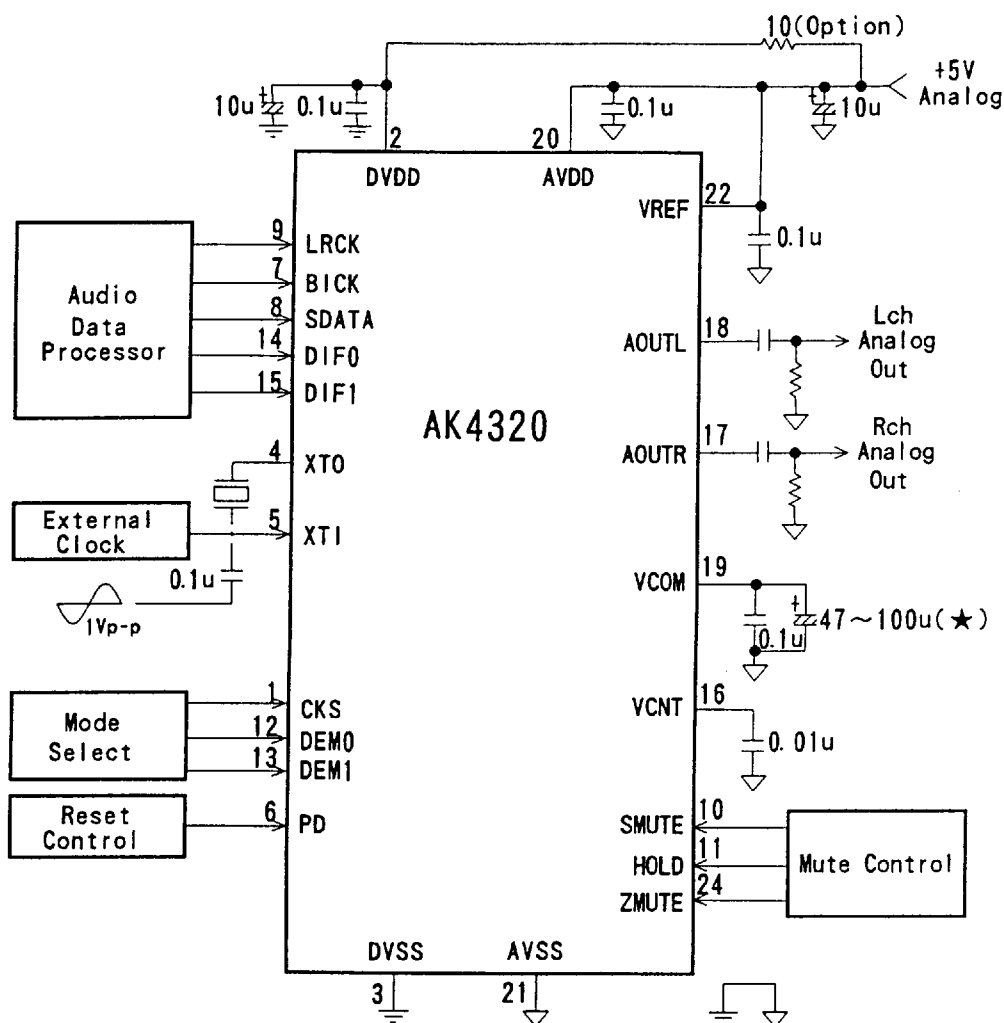 10(Option)
+5V
Analog
10u
0.1u
0.1u
10u
2
20
DVDD
AVDD
22
VREF
0.1u
Audio
Data
Processor
9
LRCK
7
BICK
8
SDATA
14
DIF0
15
DIF1
AK4320
18
AOUTL
Lch
Analog
Out
17
AOUTR
Rch
Analog
Out
4
XTO
External
Clock
5
XTI
0.1u
1Vp-p
19
VCOM
0.1u
47~100u(★)
16
VCNT
0.01u
Mode
Select
1
CKS
12
DEM0
13
DEM1
Reset
Control
6
PD
10
SMUTE
11
HOLD
24
ZMUTE
Mute Control
DVSS
AVSS
3
21